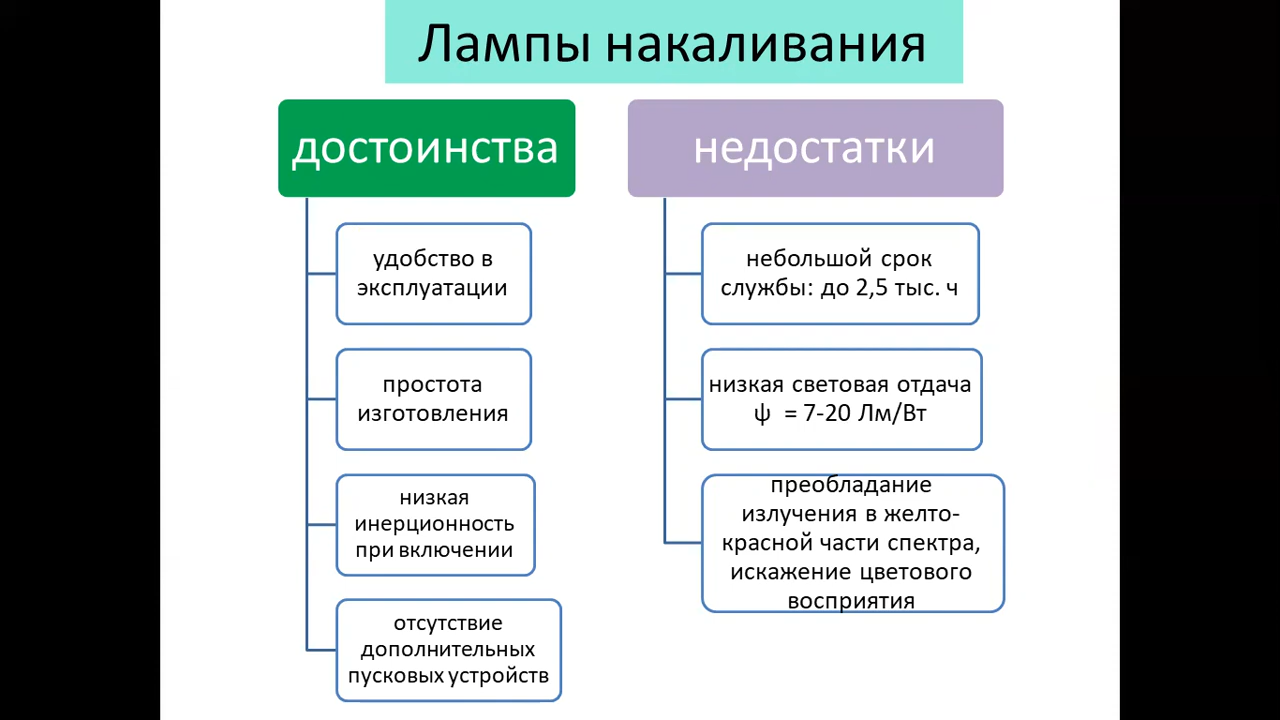 Лампы накаливания
достоинства
удобство в
эксплуатации
простота
изготовления
низкая
инерционность
при включении
отсутствие
дополнительных
пусковых устройств
недостатки
небольшой срок
службы: до 2,5 тыс. ч
низкая световая отдача
ψ = 7-20 Лм/Вт
преобладание
излучения в желто-
красной части спектра,
искажение цветового
восприятия